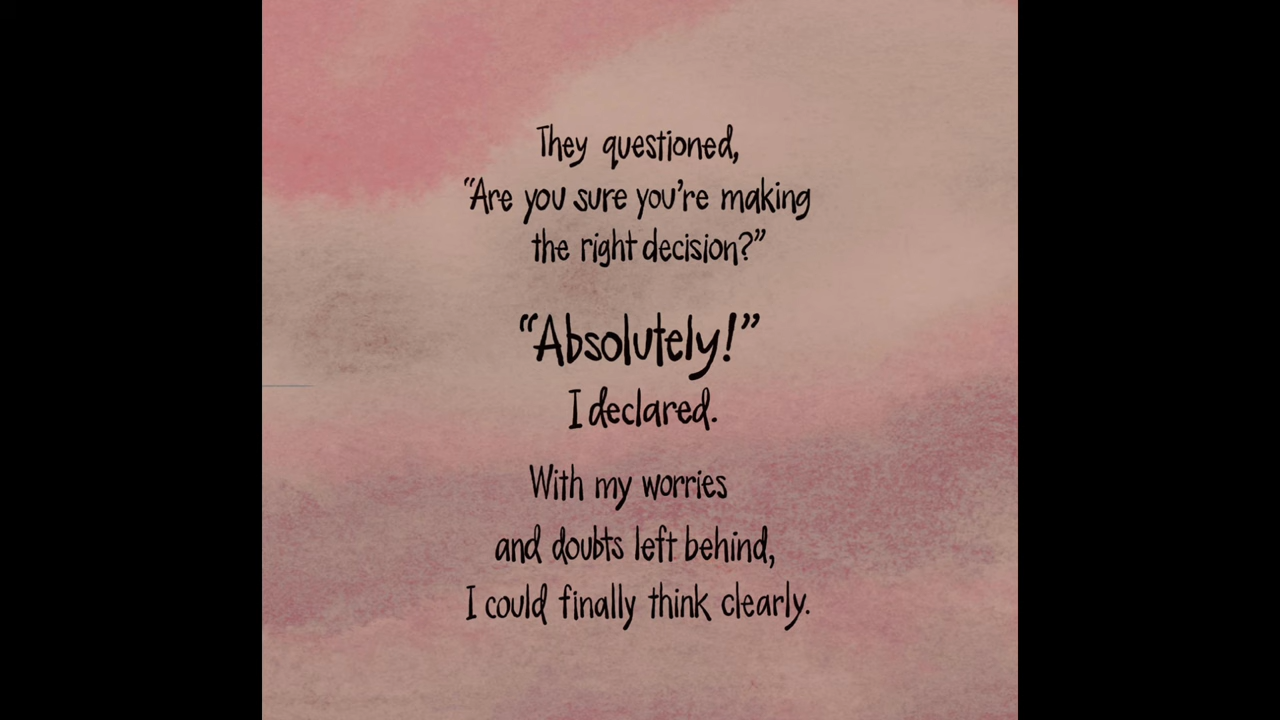 They questioned,
“Are you sure you’re making
the right decision?”
“Absolutely!”
I declared.
With my worries
and doubts left behind,
I could finally think clearly.